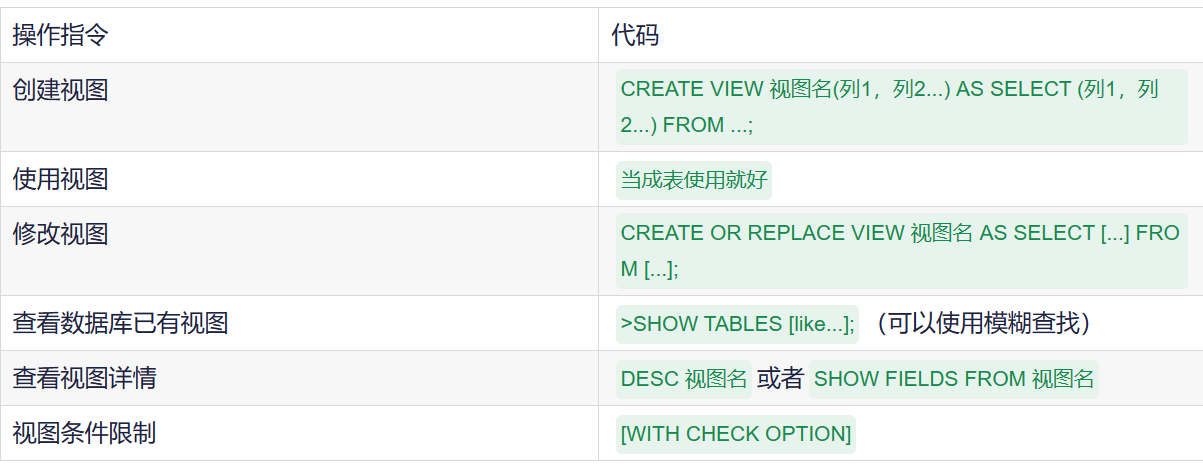 操作指令
代码
创建视图
CREATE VIEW 视图名(列1，列2...) AS SELECT (列1，列
2...) FROM ...;
使用视图
当成表使用就好
修改视图
CREATE OR REPLACE VIEW 视图名 AS SELECT [...] FRO
M [...];
查看数据库已有视图
>SHOW TABLES [like...];（可以使用模糊查找）
查看视图详情
DESC 视图名 或者 SHOW FIELDS FROM 视图名
视图条件限制
[WITH CHECK OPTION]